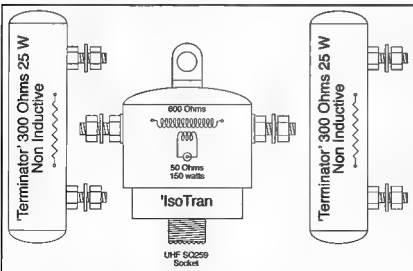 'Terminator' 300 Ohms 25 W
Non Inductive
600 Ohms
50 Ohms
150 watts
'IsoTran
UHF SO259
Socket
'Terminator' 300 Ohms 25 W
Non Inductive